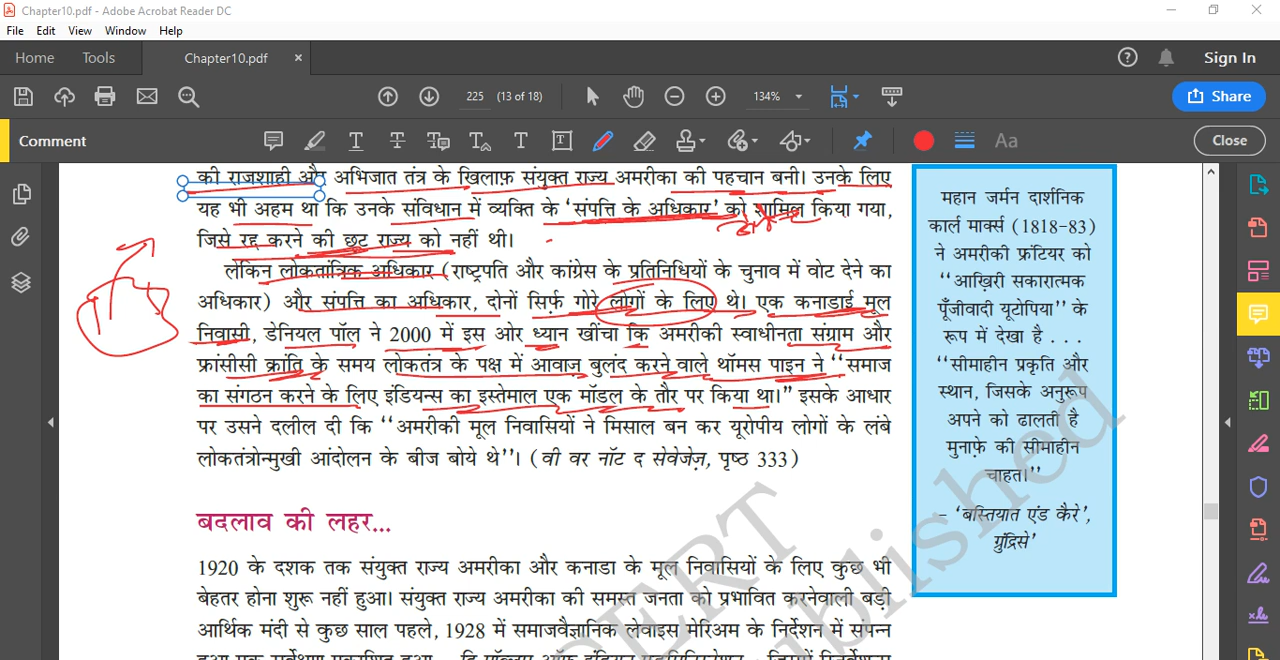 Chapter10.pdf - Adobe Acrobat Reader DC
File Edit View Window Help
Home Tools Chapter10.pdf × Sign In
225 (13 of 18) 134% Share
Comment Aa Close
की राजशाही और अभिजात तंत्र के खिलाफ़ संयुक्त राज्य अमरीका की पहचान बनी। उनके लिए
यह भी अहम था कि उनके संविधान में व्यक्ति के ‘संपत्ति के अधिकार’ को शामिल किया गया,
जिसे रद्द करने की छूट राज्य को नहीं थी।
लेकिन लोकतांत्रिक अधिकार (राष्ट्रपति और कांग्रेस के प्रतिनिधियों के चुनाव में वोट देने का
अधिकार) और संपत्ति का अधिकार, दोनों सिर्फ़ गोरे लोगों के लिए थे। एक कनाडाई मूल
निवासी, डेनियल पॉल ने 2000 में इस ओर ध्यान खींचा कि अमरीकी स्वाधीनता संग्राम और
फ्रांसीसी क्रांति के समय लोकतंत्र के पक्ष में आवाज़ बुलंद करने वाले थॉमस पाइन ने “समाज
का संगठन करने के लिए इंडियन्स का इस्तेमाल एक मॉडल के तौर पर किया था।” इसके आधार
पर उसने दलील दी कि “अमरीकी मूल निवासियों ने मिसाल बन कर यूरोपीय लोगों के लंबे
लोकतंत्रोन्मुखी आंदोलन के बीज बोये थे”। (वी वर नॉट द सेवेजेज़, पृष्ठ 333)
बदलाव की लहर...
1920 के दशक तक संयुक्त राज्य अमरीका और कनाडा के मूल निवासियों के लिए कुछ भी
बेहतर होना शुरू नहीं हुआ। संयुक्त राज्य अमरीका की समस्त जनता को प्रभावित करनेवाली बड़ी
आर्थिक मंदी से कुछ साल पहले, 1928 में समाजवैज्ञानिक लेवाइस मेरिअम के निर्देशन में संपन्न
महान जर्मन दार्शनिक
कार्ल मार्क्स (1818-83)
ने अमरीकी फ्रंटियर को
“आख़िरी सकारात्मक
पूँजीवादी यूटोपिया” के
रूप में देखा है . . .
“सीमाहीन प्रकृति और
स्थान, जिसके अनुरूप
अपने को ढालती है
मुनाफ़े की सीमाहीन
चाहत।”
– ‘बस्तियात एंड कैरे’,
ग्रुंद्रिसे’